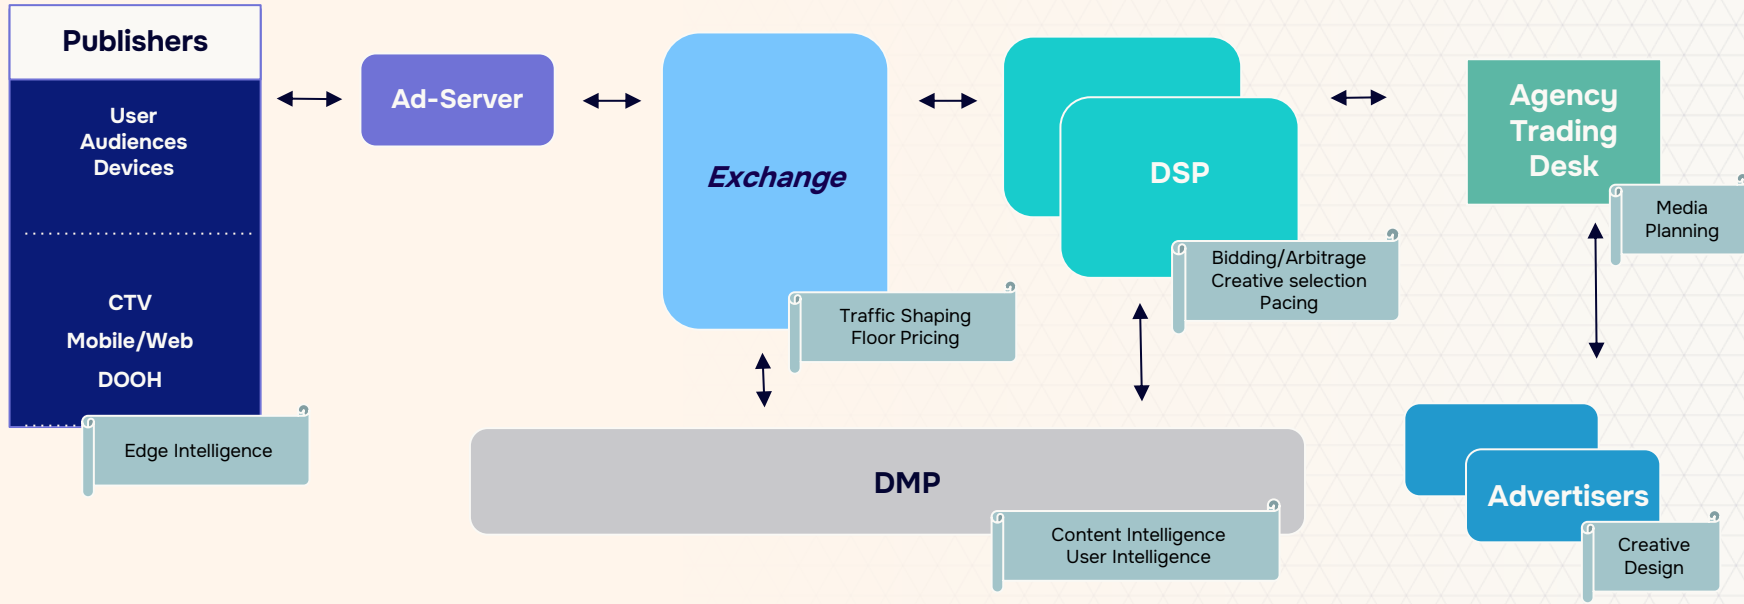 Publishers
User
Audiences
Devices
CTV
Mobile/Web
DOOH
Edge Intelligence
Ad-Server
Exchange
Traffic Shaping
Floor Pricing
DSP
Bidding/Arbitrage
Creative selection
Pacing
DMP
Content Intelligence
User Intelligence
Agency
Trading
Desk
Media
Planning
Advertisers
Creative
Design